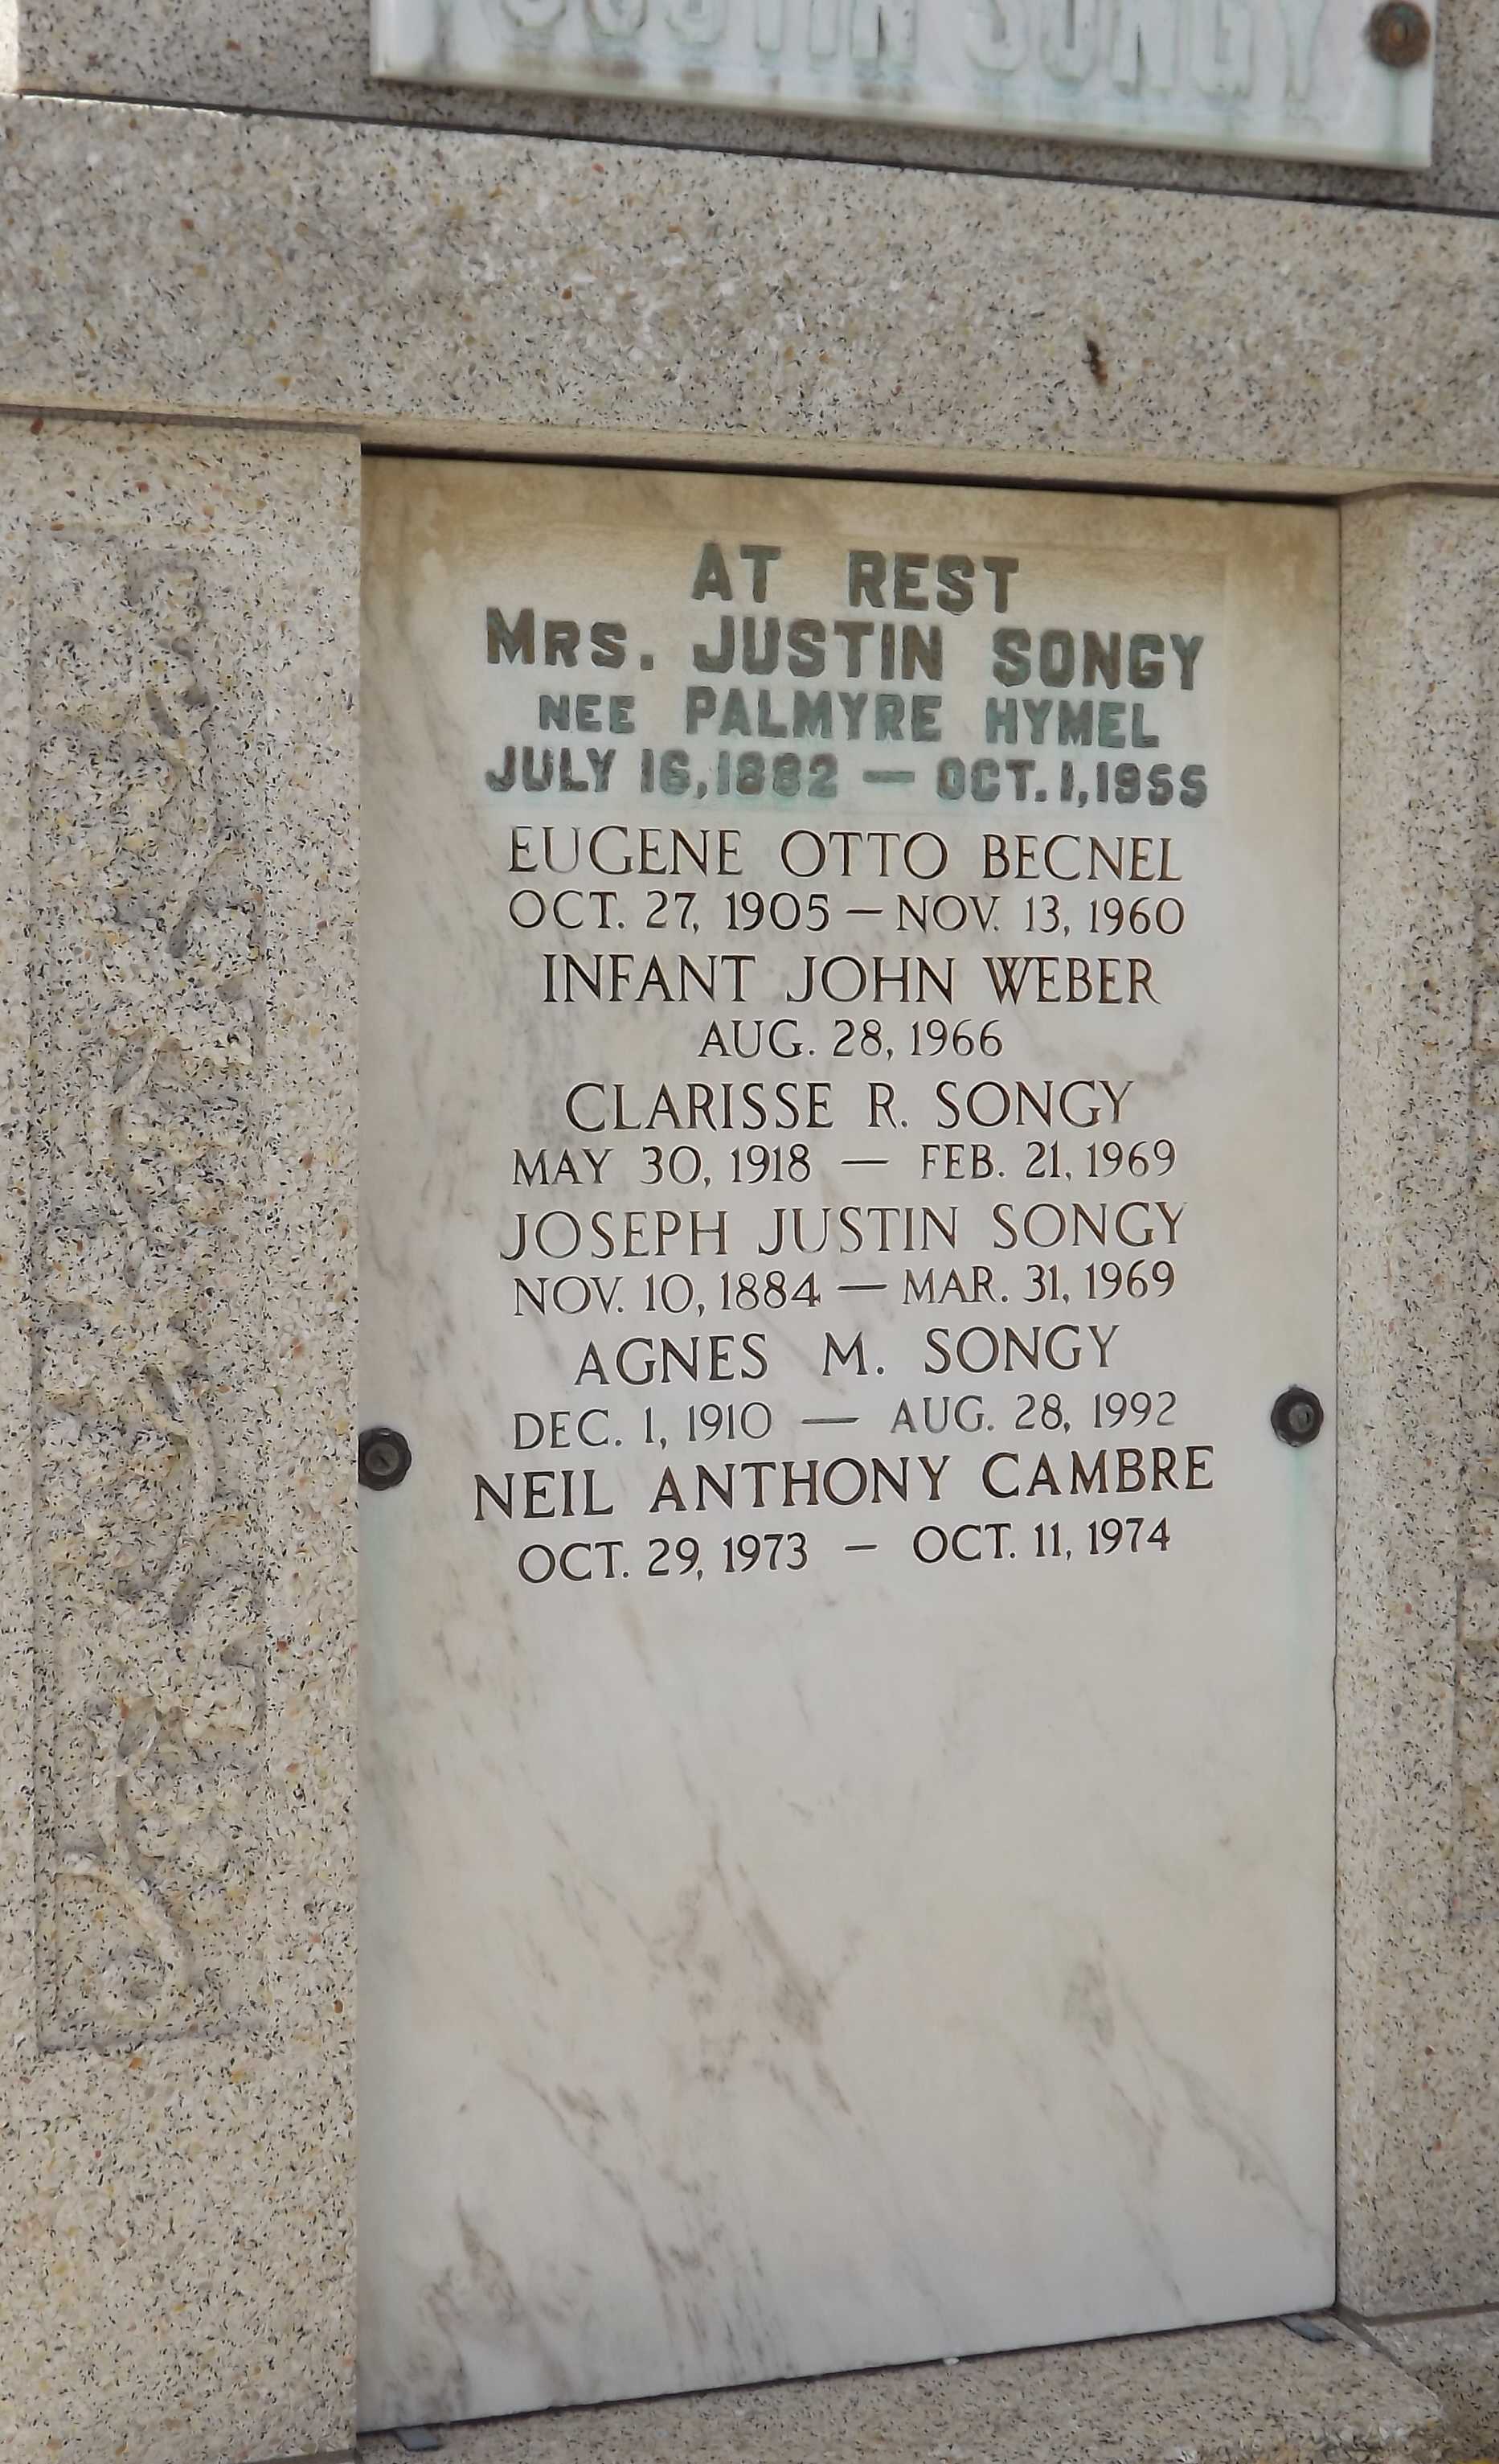 JUSTIN SONGY
AT REST
MRS. JUSTIN SONGY
NEE PALMYRE HYMEL
JULY 16, 1882 — OCT. 1, 1955
EUGENE OTTO BECNEL
OCT. 27, 1905 — NOV. 13, 1960
INFANT JOHN WEBER
AUG. 28, 1966
CLARISSE R. SONGY
MAY 30, 1918 — FEB. 21, 1969
JOSEPH JUSTIN SONGY
NOV. 10, 1884 — MAR. 31, 1969
AGNES M. SONGY
DEC. 1, 1910 — AUG. 28, 1992
NEIL ANTHONY CAMBRE
OCT. 29, 1973 – OCT. 11, 1974